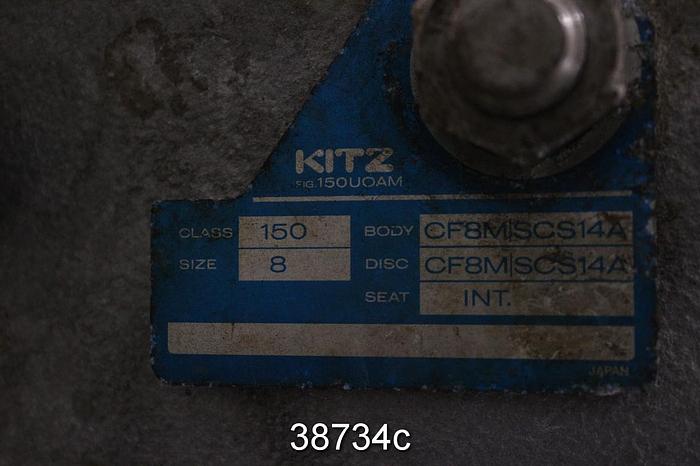 KITZ
FIG.150UOAM
CLASS 150 BODY CF8M|SCS14A
SIZE 8 DISC CF8M|SCS14A
SEAT INT.
JAPAN
38734c